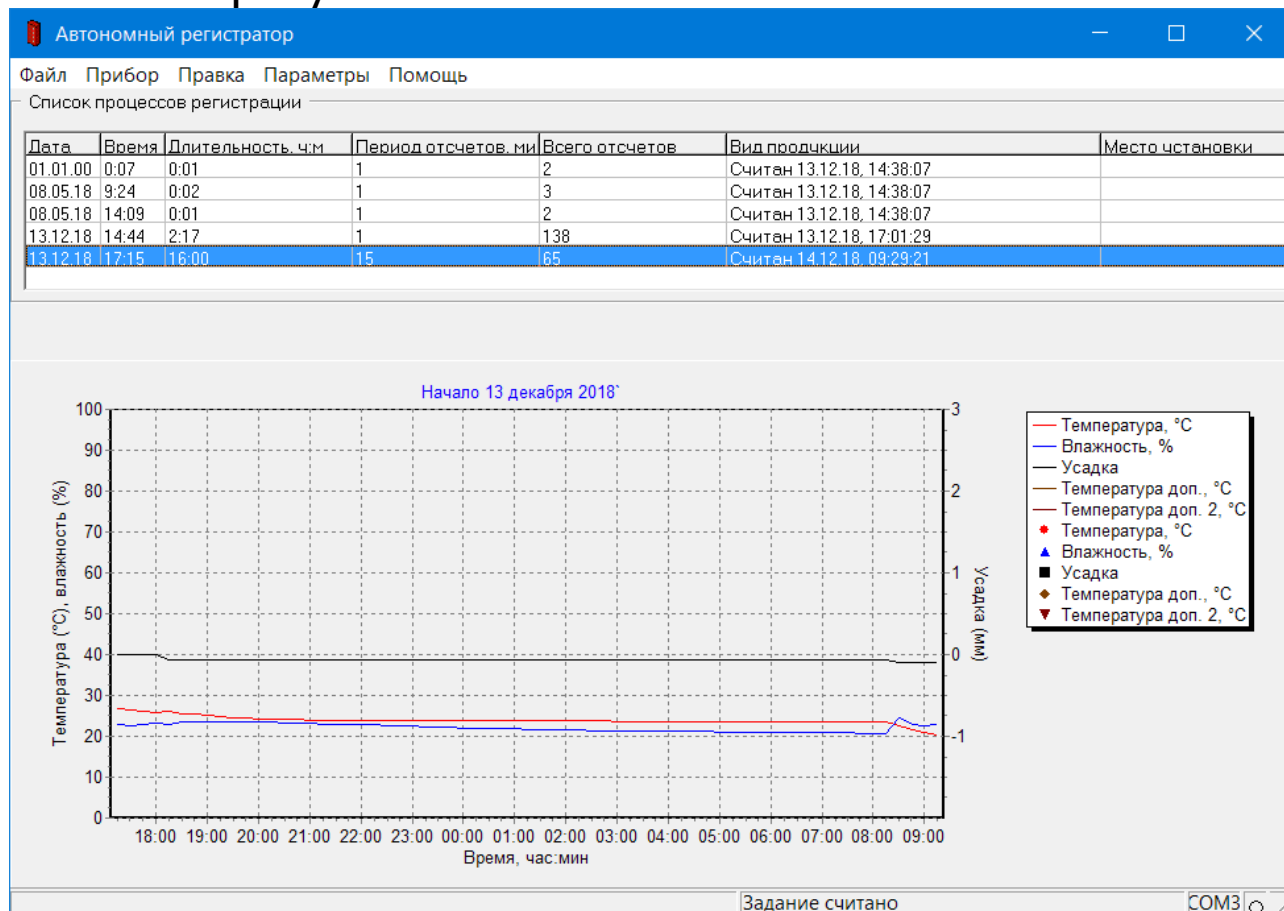 Автономный регистратор
Файл Прибор Правка Параметры Помощь
Список процессов регистрации
Дата Время Длительность, ч:м Период отсчетов, ми Всего отсчетов Вид продукции Место установки
01.01.00 0:07 0:01 1 2 Считан 13.12.18, 14:38:07
08.05.18 9:24 0:02 1 3 Считан 13.12.18, 14:38:07
08.05.18 14:09 0:01 1 2 Считан 13.12.18, 14:38:07
13.12.18 14:44 2:17 1 138 Считан 13.12.18, 17:01:29
13.12.18 17:15 16:00 15 65 Считан 14.12.18, 09:29:21
Начало 13 декабря 2018`
Температура (°C), влажность (%)
100
90
80
70
60
50
40
30
20
10
0
3
2
1
0
-1
Усадка (мм)
18:00 19:00 20:00 21:00 22:00 23:00 00:00 01:00 02:00 03:00 04:00 05:00 06:00 07:00 08:00 09:00
Время, час:мин
Температура, °C
Влажность, %
Усадка
Температура доп., °C
Температура доп. 2, °C
Температура, °C
Влажность, %
Усадка
Температура доп., °C
Температура доп. 2, °C
Задание считано COM3